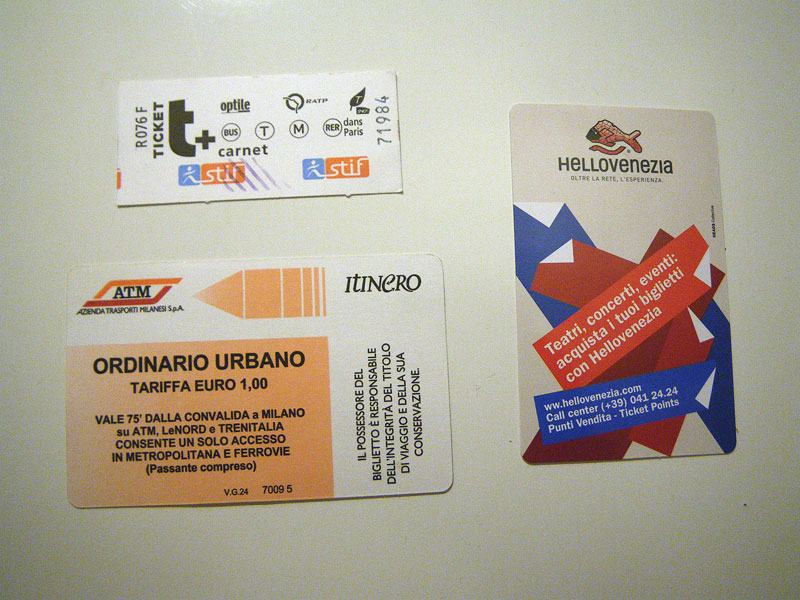 R076 F
TICKET
t+
carnet
optile
RATP
T
BUS
T
M
RER
dans
Paris
71984
stif
stif
HELLOVENEZIA
OLTRE LA RETE, L'ESPERIENZA.
Teatri, concerti, eventi:
acquista i tuoi biglietti
con Hellovenezia
www.hellovenezia.com
Call center (+39) 041 24.24
Punti Vendita - Ticket Points
ATM
AZIENDA TRASPORTI MILANESI S.p.A.
ITINERO
ORDINARIO URBANO
TARIFFA EURO 1,00
VALE 75' DALLA CONVALIDA a MILANO
su ATM, LeNORD e TRENITALIA
CONSENTE UN SOLO ACCESSO
IN METROPOLITANA E FERROVIE
(Passante compreso)
V.G.24 7009 5
IL POSSESSORE DEL
BIGLIETTO È RESPONSABILE
DELL'INTEGRITÀ DEL TITOLO
DI VIAGGIO E DELLA SUA
CONSERVAZIONE.